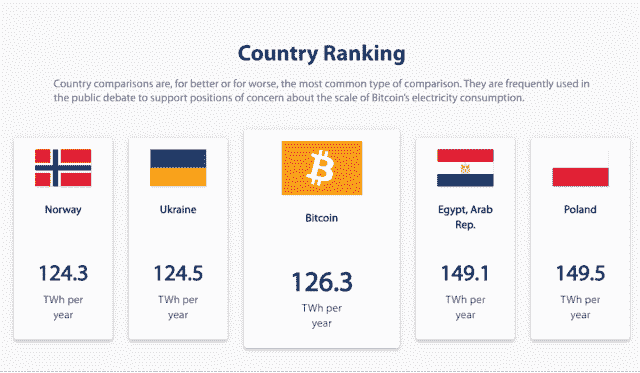 Country Ranking
Country comparisons are, for better or for worse, the most common type of comparison. They are frequently used in
the public debate to support positions of concern about the scale of Bitcoin's electricity consumption.
Norway
Ukraine
Bitcoin
Egypt, Arab
Rep.
Poland
124.3
124.5
126.3
149.1
149.5
TWh per
year
TWh per
year
TWh per
year
TWh per
year
TWh per
year